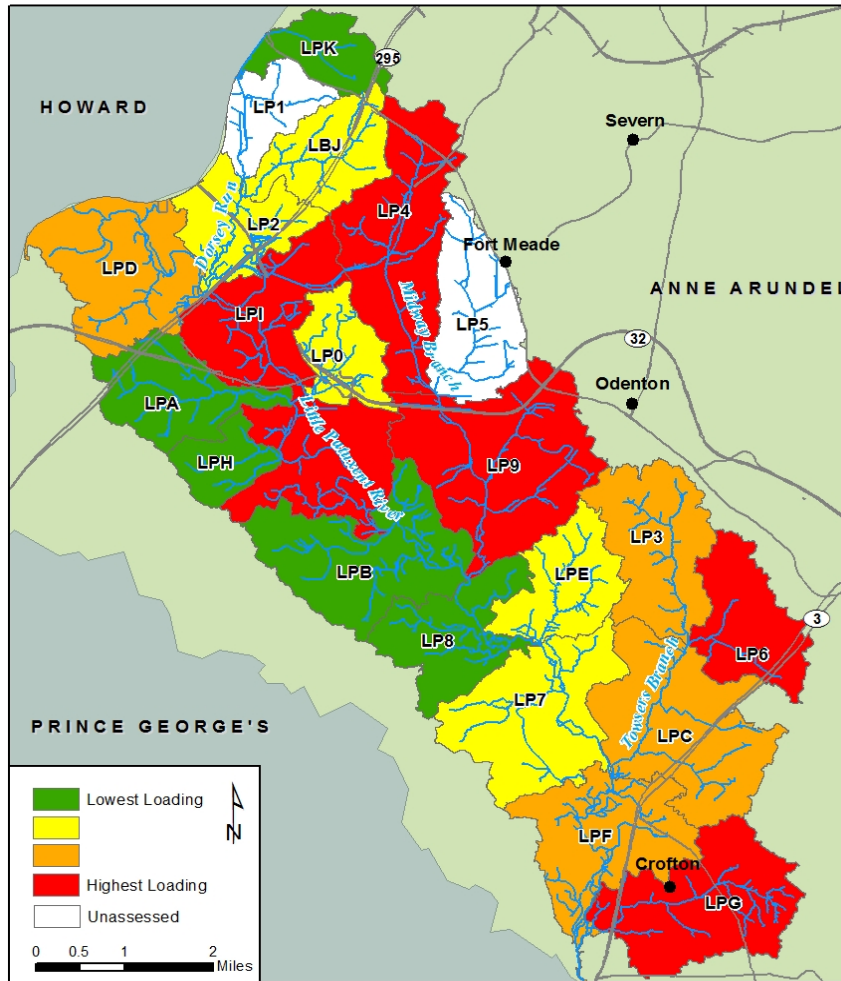 LPK
295
HOWARD
LP1
Severn
LBJ
LP4
Dorsey Run
LP2
Fort Meade
LPD
ANNE ARUNDEL
LPI
Midway Branch
LP5
32
LP0
Odenton
LPA
Little Patuxent River
LPH
LP9
LP3
LPB
LPE
3
LP8
LP6
Towsers Branch
LP7
PRINCE GEORGE'S
LPC
Lowest Loading
N
LPF
Crofton
Highest Loading
LPG
Unassessed
0 0.5 1 2
Miles